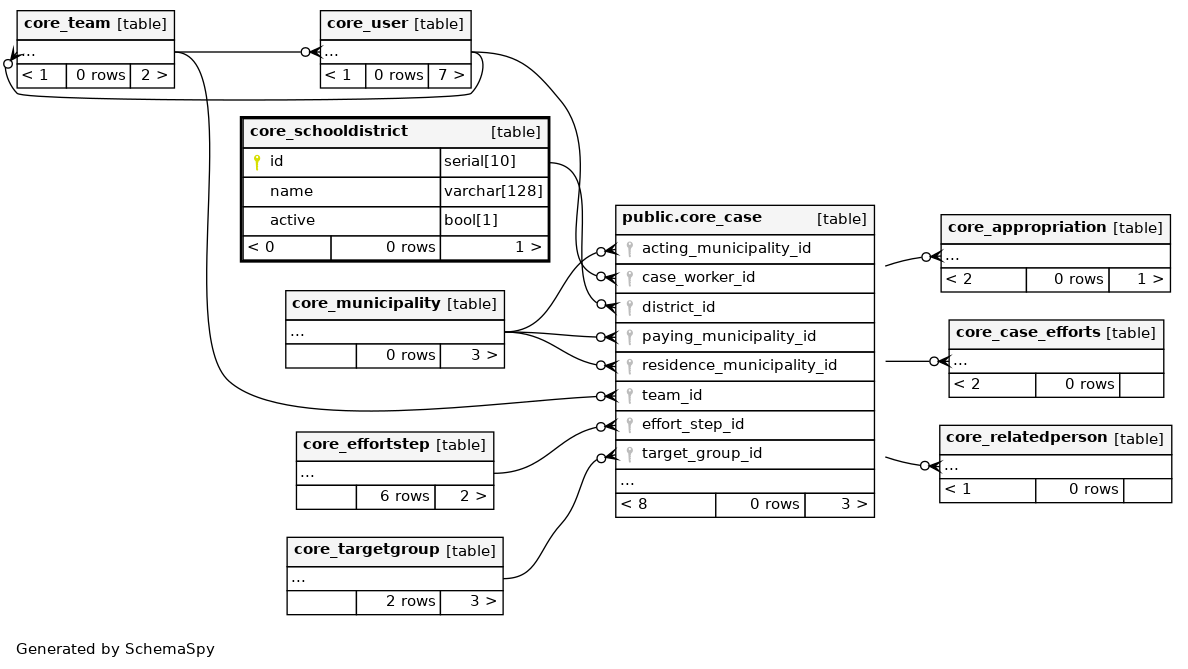 core_team [table]
...
< 1 0 rows 2 >
core_user [table]
...
< 1 0 rows 7 >
core_schooldistrict [table]
id serial[10]
name varchar[128]
active bool[1]
< 0 0 rows 1 >
core_municipality [table]
...
0 rows 3 >
core_effortstep [table]
...
6 rows 2 >
core_targetgroup [table]
...
2 rows 3 >
public.core_case [table]
acting_municipality_id
case_worker_id
district_id
paying_municipality_id
residence_municipality_id
team_id
effort_step_id
target_group_id
...
< 8 0 rows 3 >
core_appropriation [table]
...
< 2 0 rows 1 >
core_case_efforts [table]
...
< 2 0 rows
core_relatedperson [table]
...
< 1 0 rows
Generated by SchemaSpy